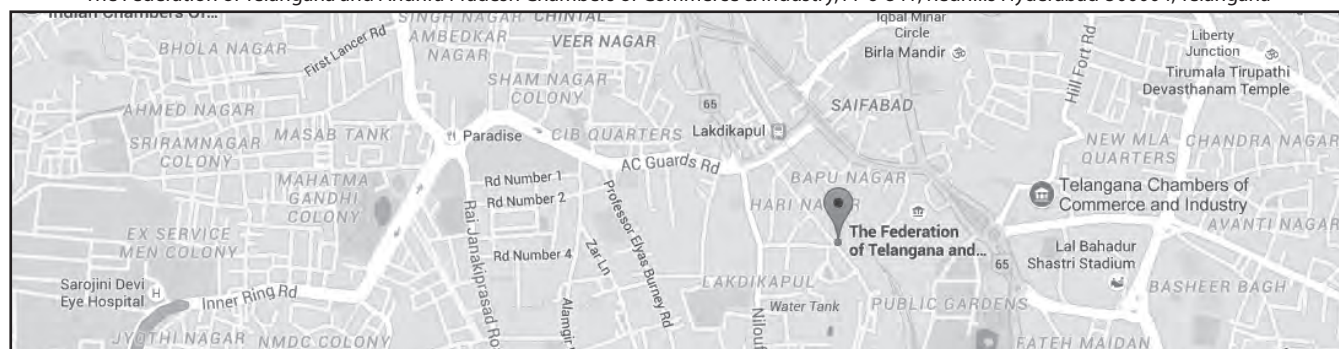 SINGH NAGAR CHINTAL
AMBEDKAR NAGAR
VEER NAGAR
BHOLA NAGAR
First Lancer Rd
SHAM NAGAR COLONY
Iqbal Minar Circle
Birla Mandir
Hill Fort Rd
Liberty Junction
Tirumala Tirupathi
Devasthanam Temple
AHMED NAGAR
SRIRAMNAGAR COLONY
MASAB TANK
Paradise
CIB QUARTERS
65
Lakdikapul
SAIFABAD
NEW MLA QUARTERS
CHANDRA NAGAR
MAHATMA GANDHI COLONY
Rd Number 1
Rd Number 2
AC Guards Rd
BAPU NAGAR
HARI NAGAR
Telangana Chambers of
Commerce and Industry
AVANTI NAGAR
EX SERVICE MEN COLONY
Rai Janakiprasad
Rd Number 4
Zar Ln
Professor Elyas Burney Rd
The Federation
of Telangana and...
65
Lal Bahadur
Shastri Stadium
Sarojini Devi
Eye Hospital
H
Inner Ring Rd
LAKDIKAPUL
Water Tank
PUBLIC GARDENS
BASHEER BAGH
JYOTHI NAGAR
NMDC COLONY
Alamgir
Nilouf
FATEH MAIDAN